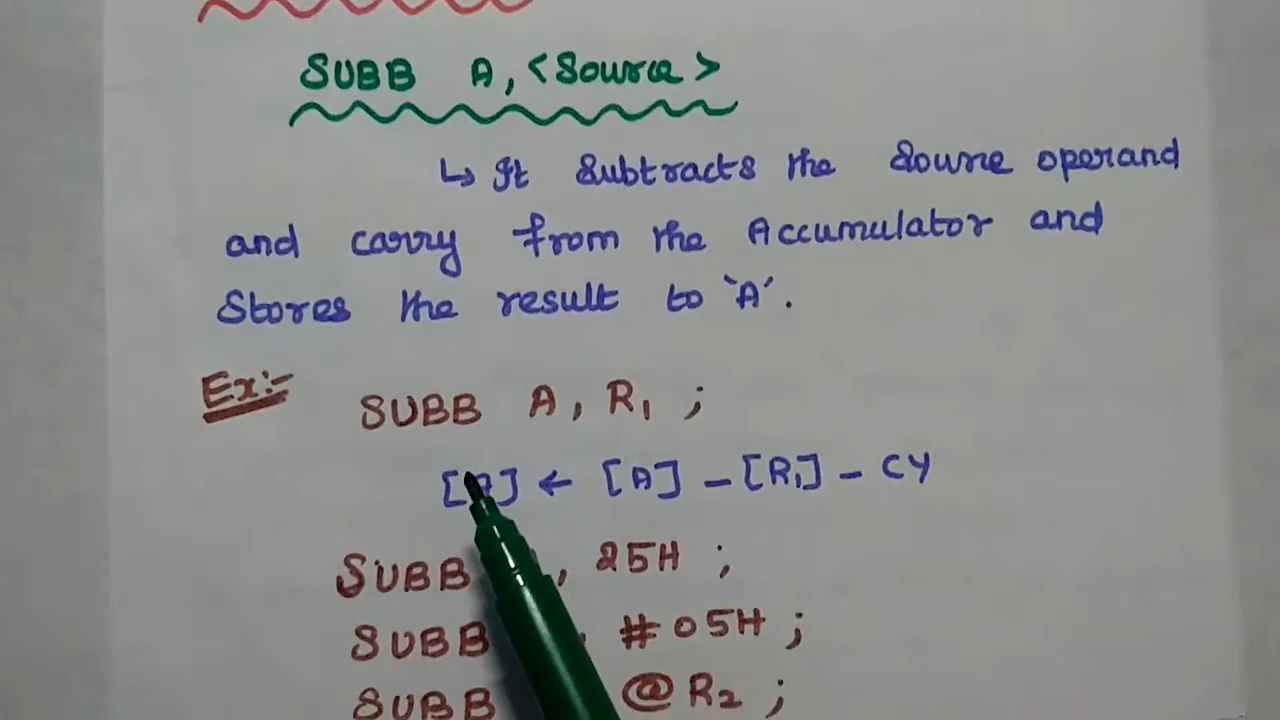 SUBB A, <Source>
↳ It Subtracts the Source operand
and carry from the Accumulator and
Stores the result to 'A'.
Ex:-
SUBB A, R1 ;
[A] ← [A] - [R1] - CY
SUBB , 25H ;
SUBB , #05H ;
SUBB @R2 ;